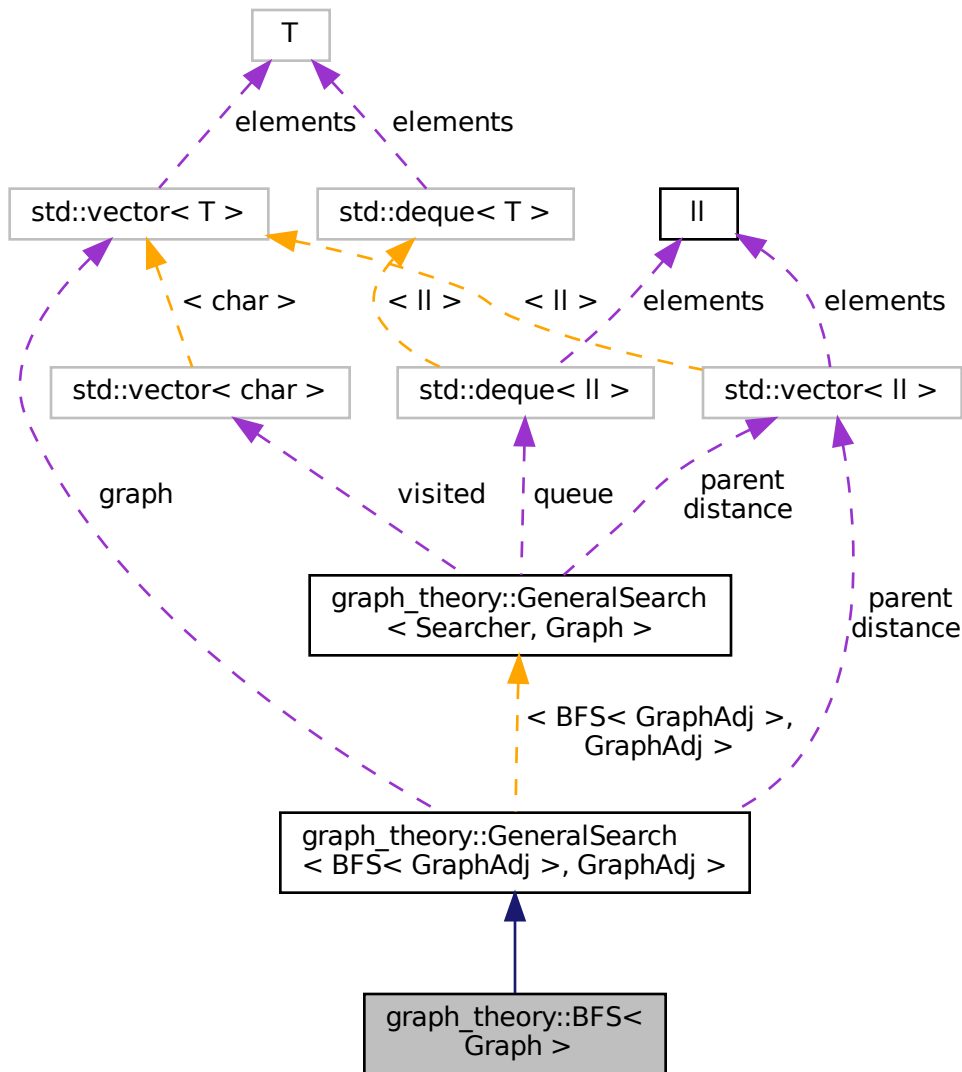 T
elements
elements
std::vector< T >
std::deque< T >
ll
< char >
< ll >
< ll >
elements
elements
std::vector< char >
std::deque< ll >
std::vector< ll >
graph
visited
queue
parent
distance
graph_theory::GeneralSearch
< Searcher, Graph >
parent
distance
< BFS< GraphAdj >,
GraphAdj >
graph_theory::GeneralSearch
< BFS< GraphAdj >, GraphAdj >
graph_theory::BFS<
Graph >